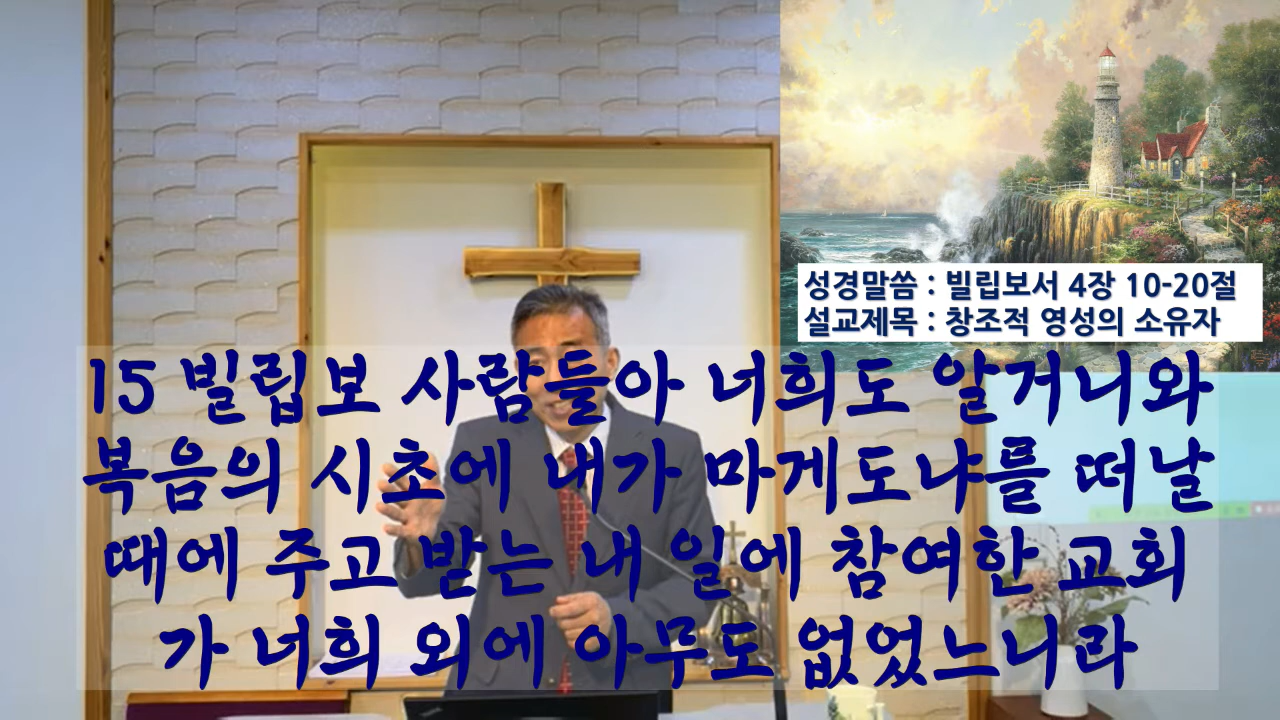 성경말씀 : 빌립보서 4장 10-20절
설교제목 : 창조적 영성의 소유자
15 빌립보 사람들아 너희도 알거니와
복음의 시초에 내가 마게도냐를 떠날
때에 주고 받는 내 일에 참여한 교회
가 너희 외에 아무도 없었느니라